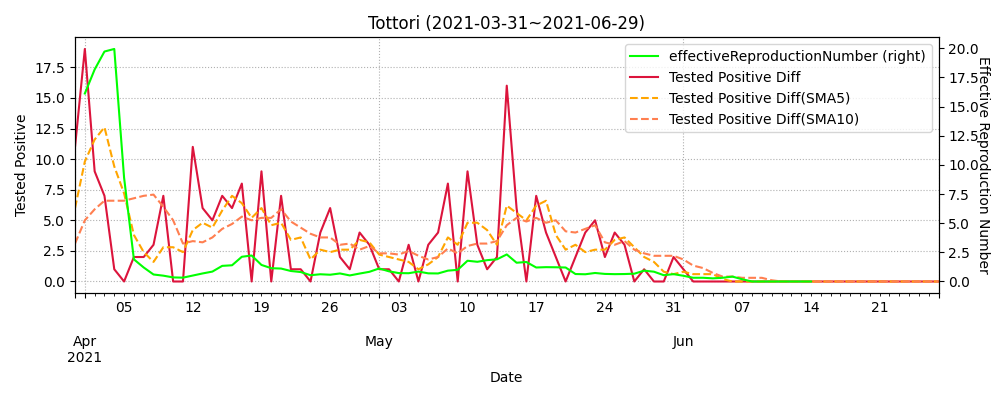 Tottori (2021-03-31~2021-06-29)
effectiveReproductionNumber (right)
Tested Positive Diff
Tested Positive Diff(SMA5)
Tested Positive Diff(SMA10)
Tested Positive
17.5
15.0
12.5
10.0
7.5
5.0
2.5
0.0
Effective Reproduction Number
20.0
17.5
15.0
12.5
10.0
7.5
5.0
2.5
0.0
05 12 19 26 03 10 17 24 31 07 14 21
Apr May Jun
2021
Date